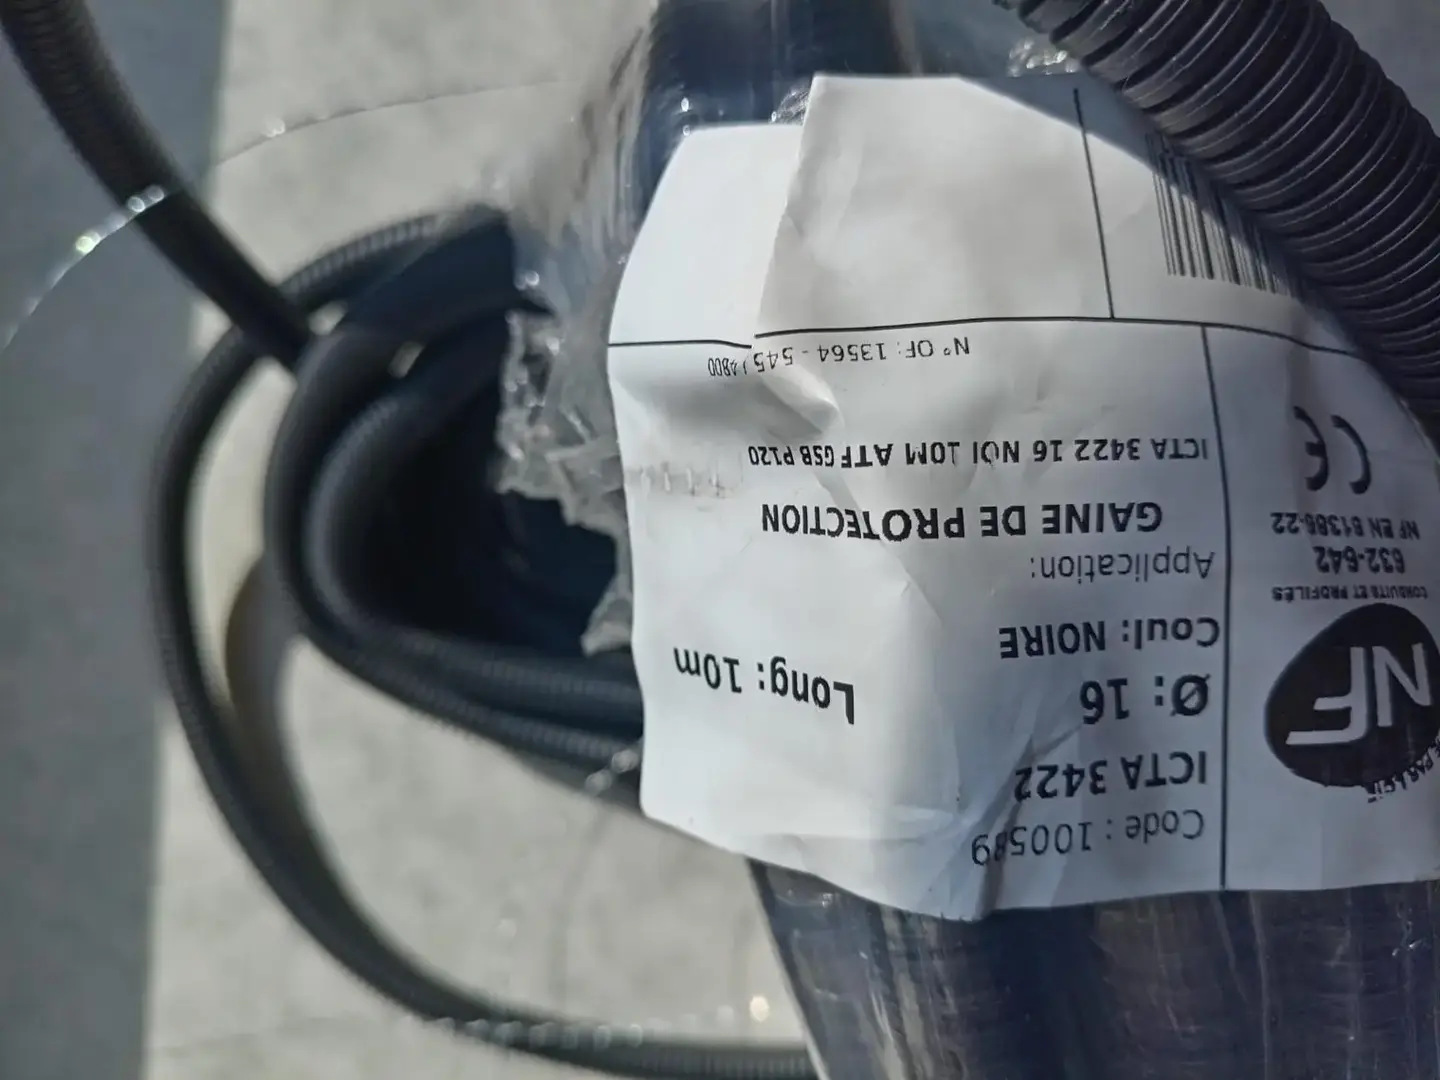 Code : 100589
ICTA 3422
Ø: 16
Long: 10m
Coul: NOIRE
Application:
GAINE DE PROTECTION
ICTA 3422 16 NOI 10M ATF GSB P120
N° OF: 13564 - 545 / 4800
NF
CONDUITS ET PROFILÉS
632-642
NF EN 61386-22
CE